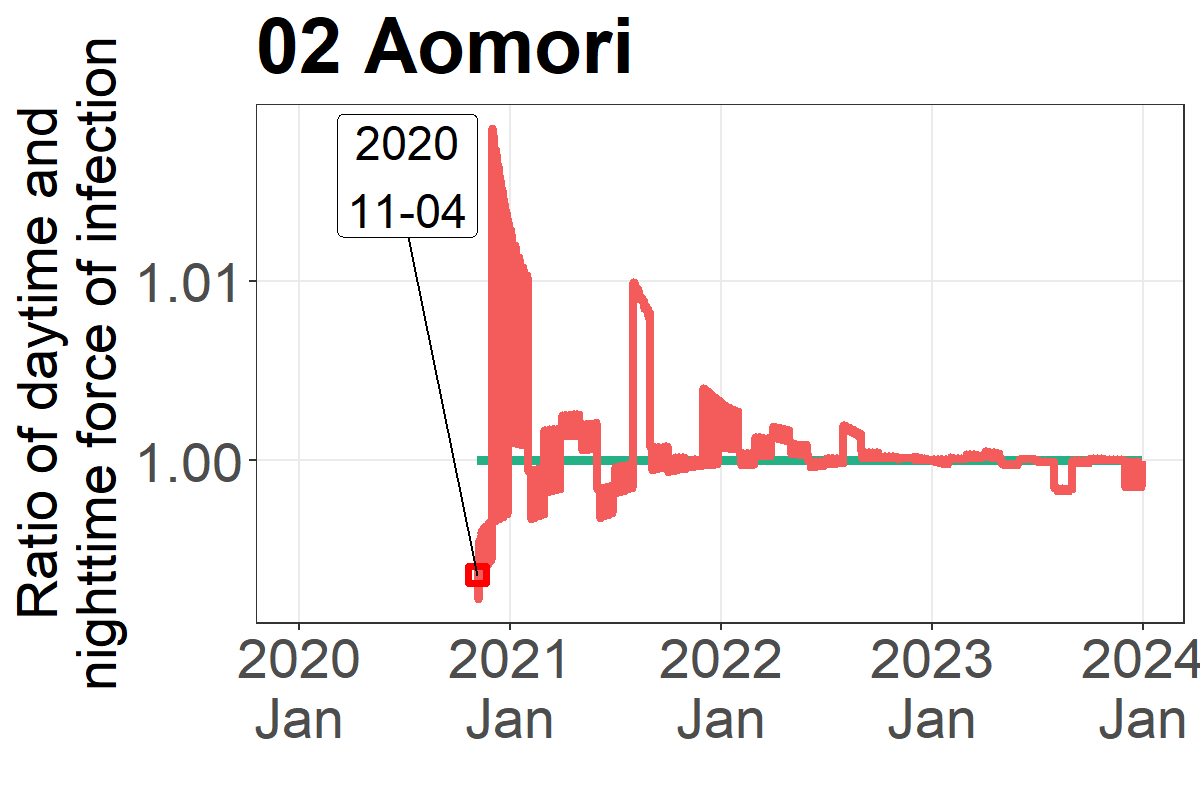 02 Aomori
Ratio of daytime and
nighttime force of infection
2020
11-04
1.01
1.00
2020
Jan
2021
Jan
2022
Jan
2023
Jan
2024
Jan